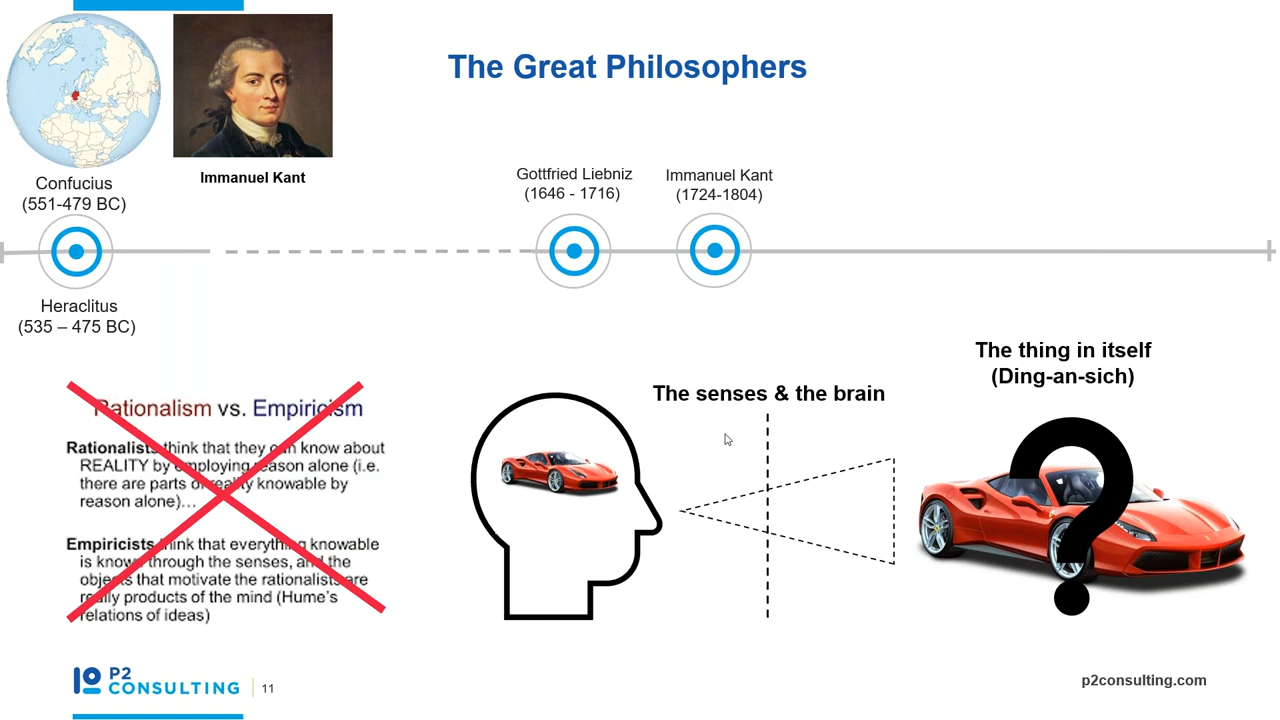 The Great Philosophers
Immanuel Kant
Confucius
(551-479 BC)
Gottfried Liebniz
(1646 - 1716)
Immanuel Kant
(1724-1804)
Heraclitus
(535 – 475 BC)
Rationalism vs. Empiricism
Rationalists think that they can know about
REALITY by employing reason alone (i.e.
there are parts of reality knowable by
reason alone)…
Empiricists think that everything knowable
is known through the senses, and the
objects that motivate the rationalists are
really products of the mind (Hume's
relations of ideas)
The senses & the brain
The thing in itself
(Ding-an-sich)
?
P2
CONSULTING
11
p2consulting.com